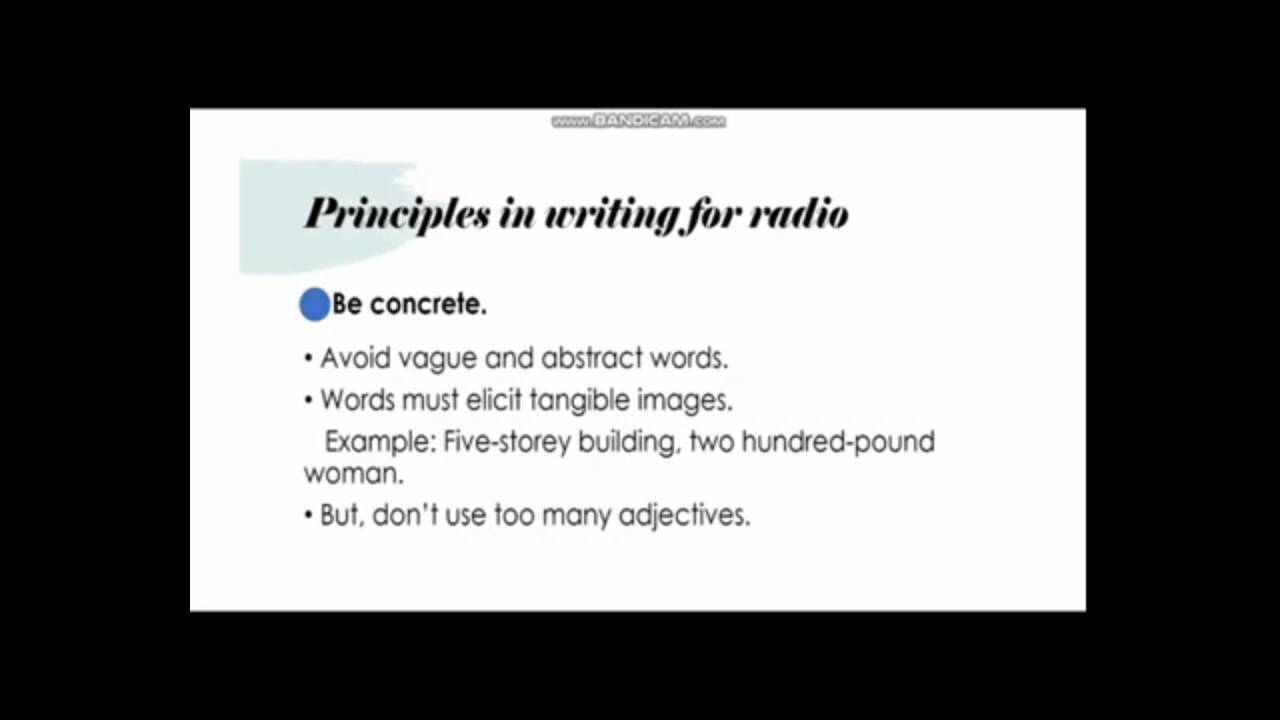 www.BANDICAM.com
Principles in writing for radio
Be concrete.
• Avoid vague and abstract words.
• Words must elicit tangible images.
Example: Five-storey building, two hundred-pound
woman.
• But, don't use too many adjectives.